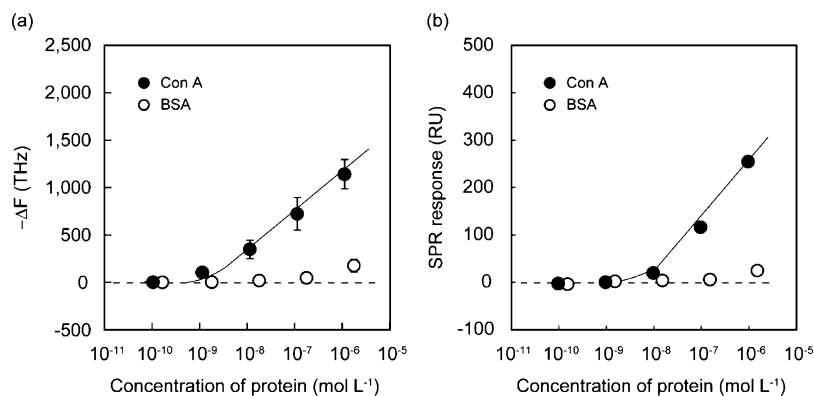 (a)
2,500
2,000
1,500
1,000
500
0
-500
−ΔF (THz)
Con A
BSA
10⁻¹¹ 10⁻¹⁰ 10⁻⁹ 10⁻⁸ 10⁻⁷ 10⁻⁶ 10⁻⁵
Concentration of protein (mol L⁻¹)
(b)
500
400
300
200
100
0
-100
SPR response (RU)
Con A
BSA
10⁻¹¹ 10⁻¹⁰ 10⁻⁹ 10⁻⁸ 10⁻⁷ 10⁻⁶ 10⁻⁵
Concentration of protein (mol L⁻¹)